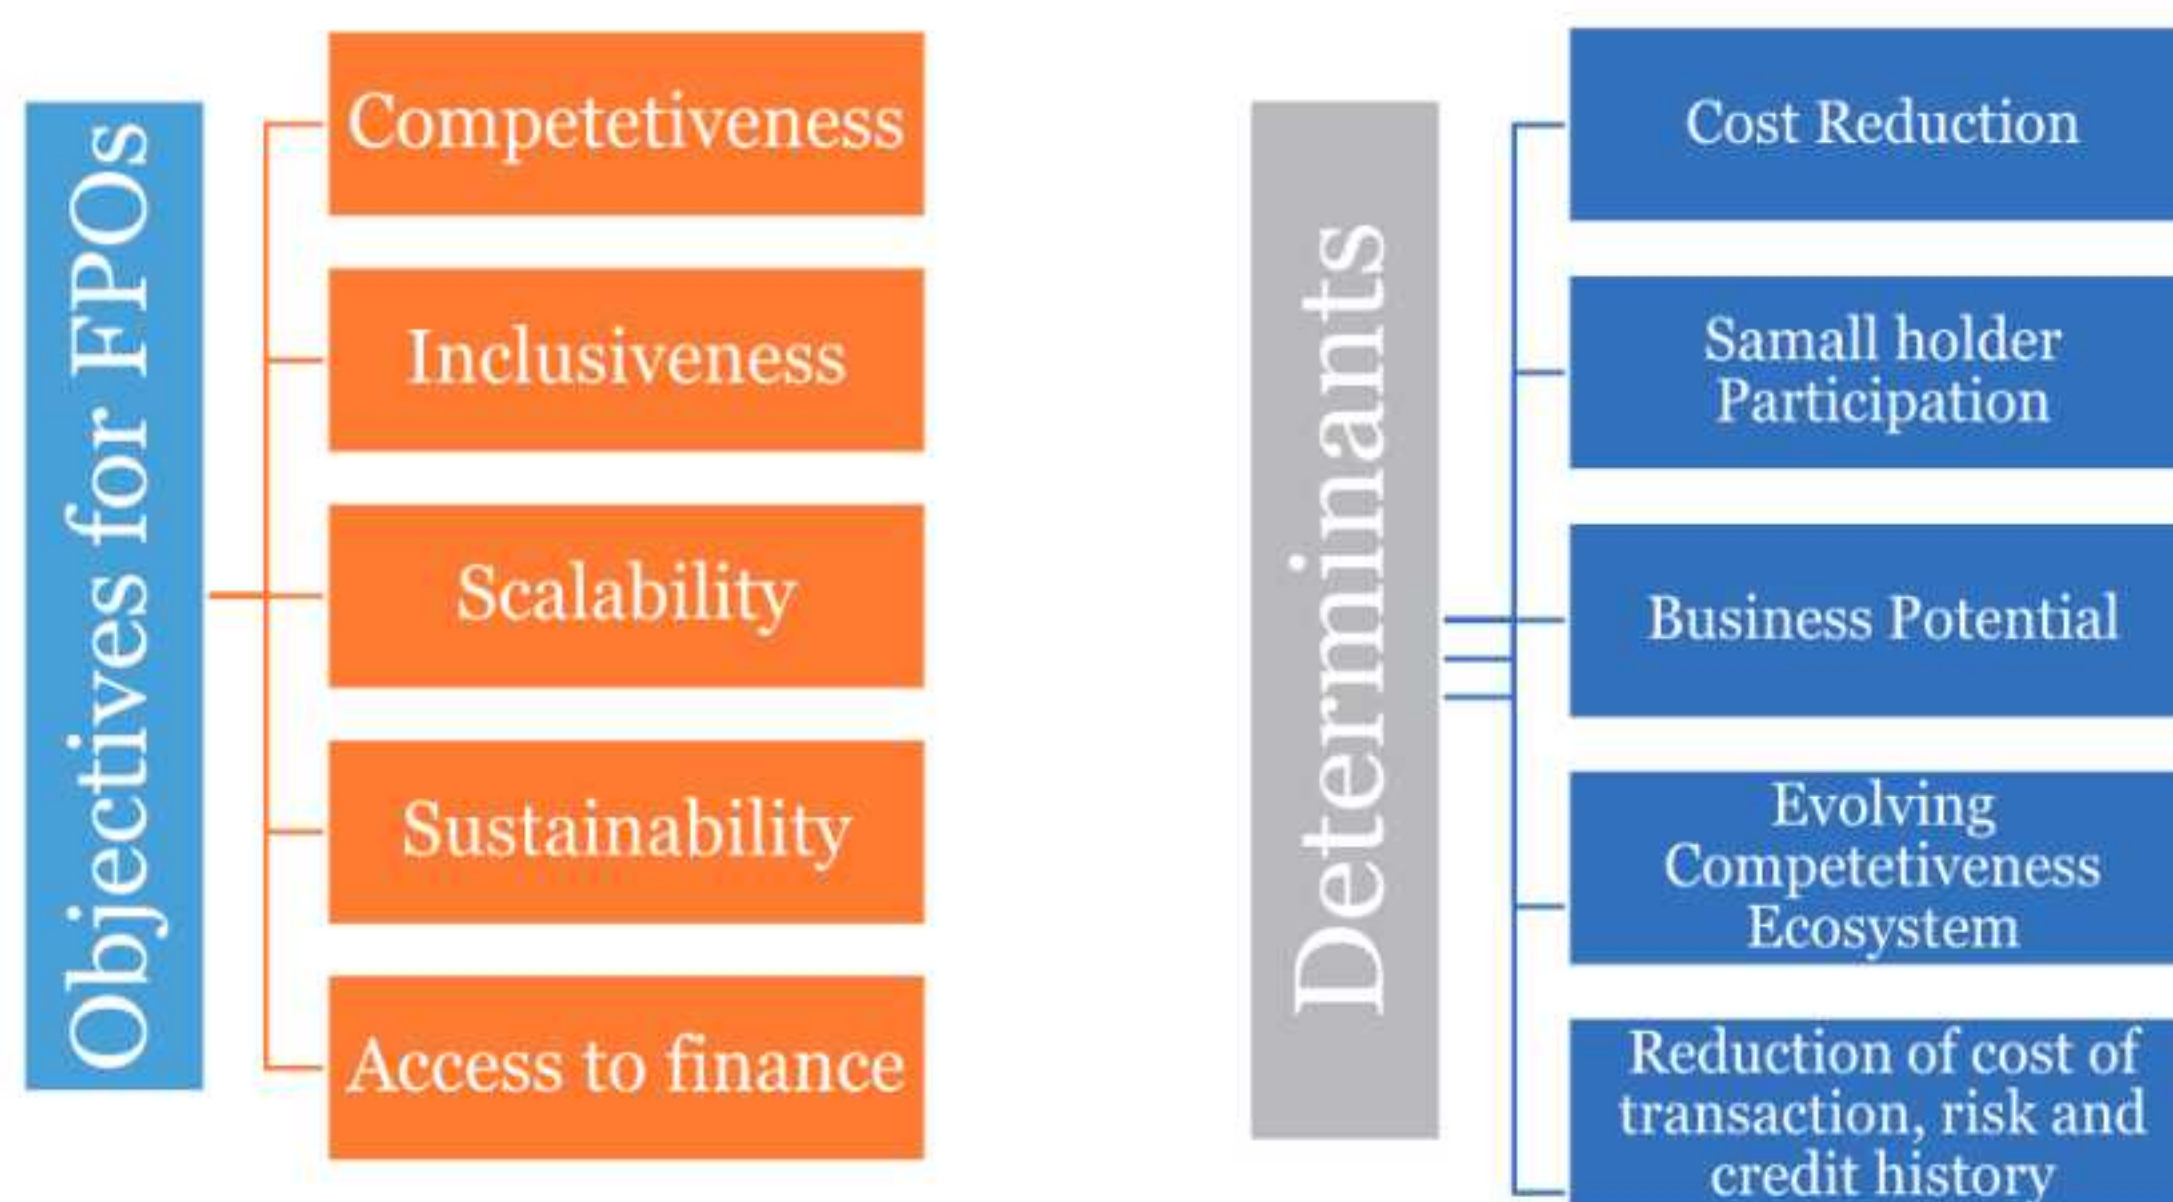 Objectives for FPOs
Competetiveness
Inclusiveness
Scalability
Sustainability
Access to finance
Determinants
Cost Reduction
Samall holder
Participation
Business Potential
Evolving
Competetiveness
Ecosystem
Reduction of cost of
transaction, risk and
credit history